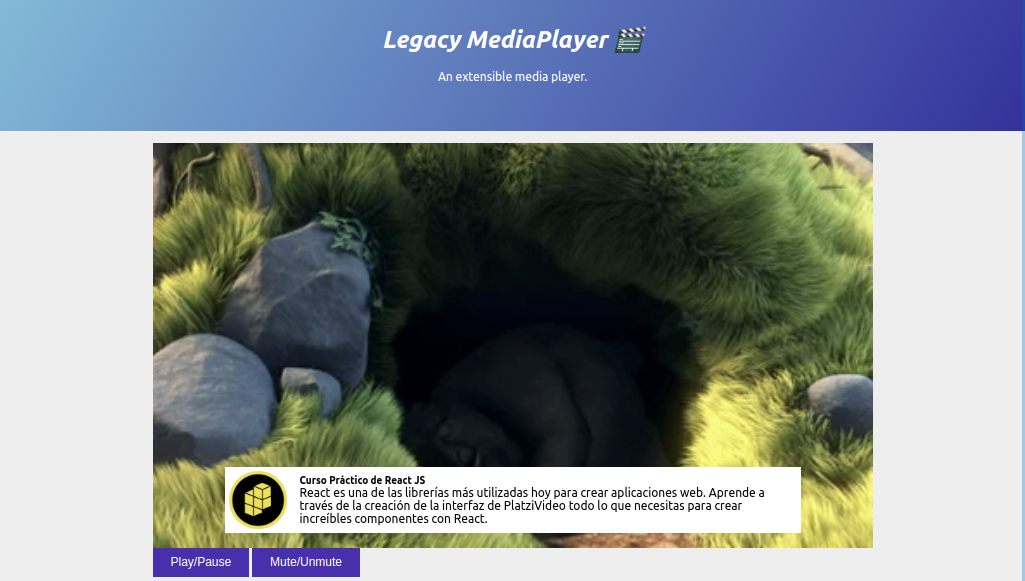 Legacy MediaPlayer 🎬
An extensible media player.
Curso Práctico de React JS
React es una de las librerías más utilizadas hoy para crear aplicaciones web. Aprende a
través de la creación de la interfaz de PlatziVideo todo lo que necesitas para crear
increíbles componentes con React.
Play/Pause
Mute/Unmute